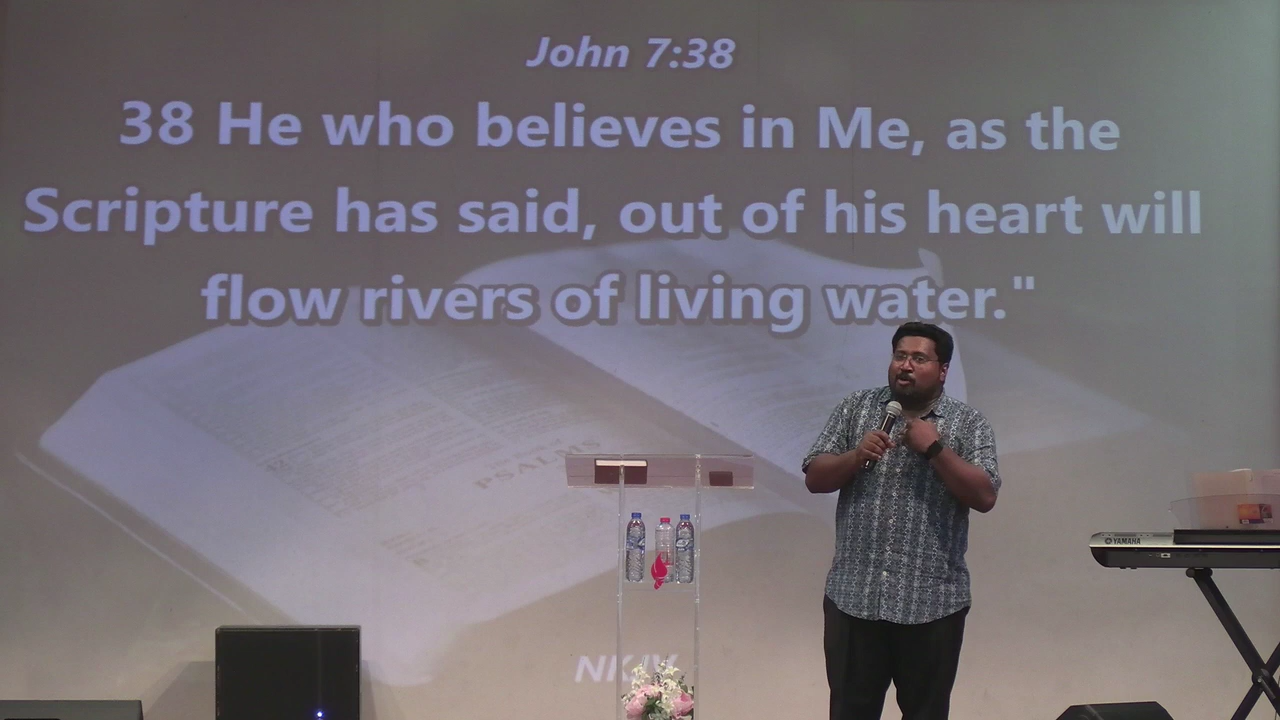 John 7:38
38 He who believes in Me, as the
Scripture has said, out of his heart will
flow rivers of living water."
PSALMS
YAMAHA
NKJV